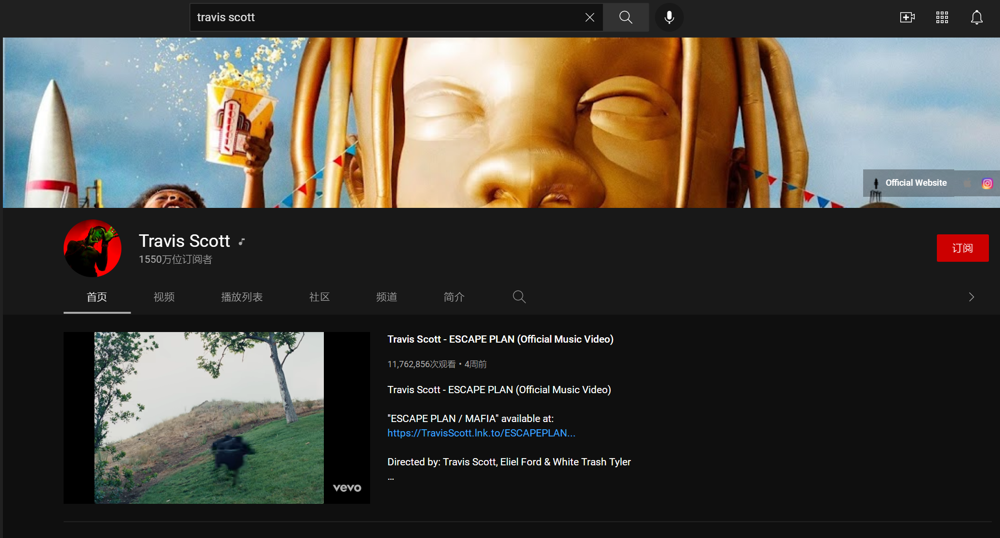 travis scott
Official Website
Travis Scott
1550万位订阅者
订阅
首页 视频 播放列表 社区 频道 简介
Travis Scott - ESCAPE PLAN (Official Music Video)
11,762,856次观看 • 4周前
Travis Scott - ESCAPE PLAN (Official Music Video)
"ESCAPE PLAN / MAFIA" available at:
https://TravisScott.lnk.to/ESCAPEPLAN...
Directed by: Travis Scott, Eliel Ford & White Trash Tyler
...
vevo